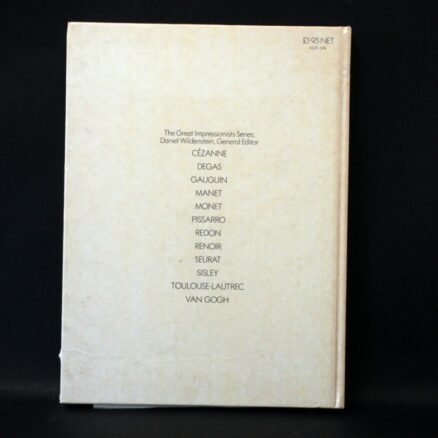 £1·95 NET
The Great Impressionists Series,
Daniel Wildenstein, General Editor
CÉZANNE
DEGAS
GAUGUIN
MANET
MONET
PISSARRO
REDON
RENOIR
SEURAT
SISLEY
TOULOUSE-LAUTREC
VAN GOGH